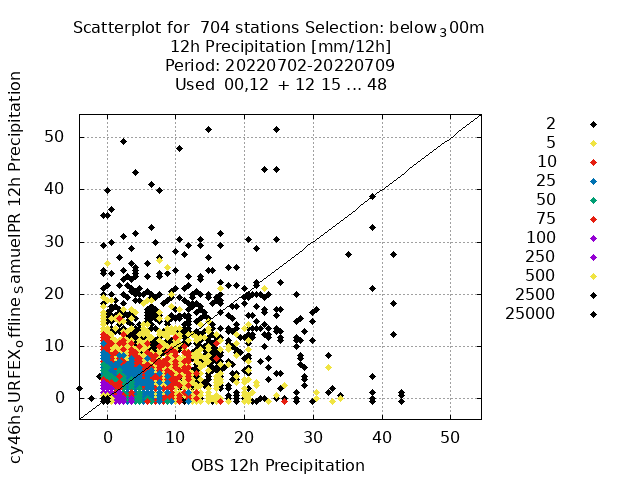 Scatterplot for 704 stations Selection: below300m
12h Precipitation [mm/12h]
Period: 20220702-20220709
Used 00,12 + 12 15 ... 48
cy46hsURFEXoffline samuelPR 12h Precipitation
50
40
30
20
10
0
0 10 20 30 40 50
OBS 12h Precipitation
2
5
10
25
50
75
100
250
500
2500
25000